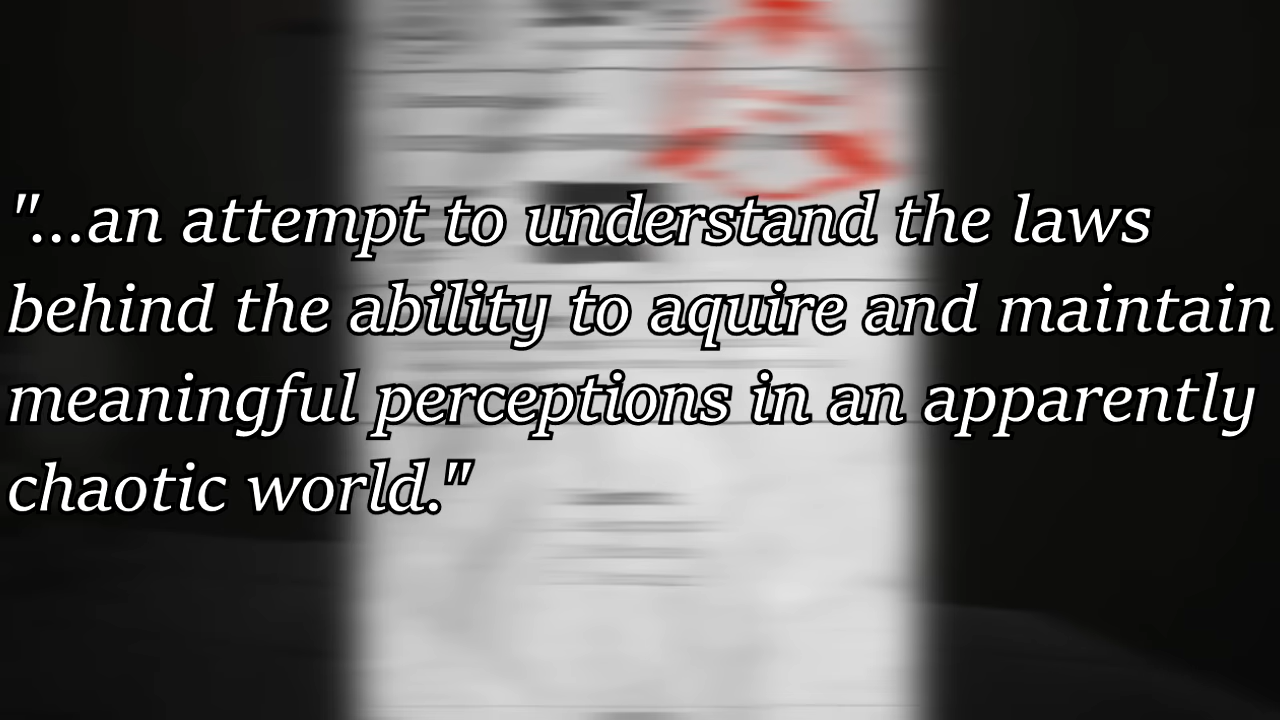 "...an attempt to understand the laws
behind the ability to aquire and maintain
meaningful perceptions in an apparently
chaotic world."